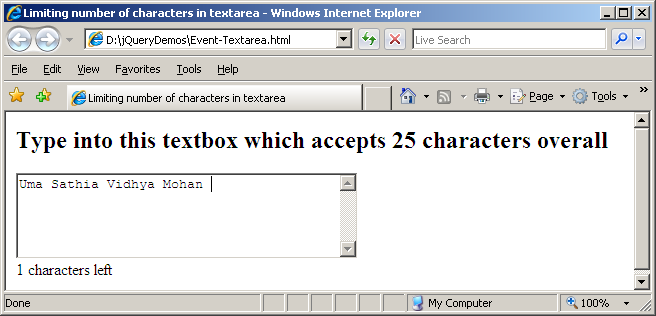 Limiting number of characters in textarea - Windows Internet Explorer
D:\jQueryDemos\Event-Textarea.html
Live Search
File Edit View Favorites Tools Help
Limiting number of characters in textarea
Page Tools »
Type into this textbox which accepts 25 characters overall
Uma Sathia Vidhya Mohan
1 characters left
Done
My Computer
100%